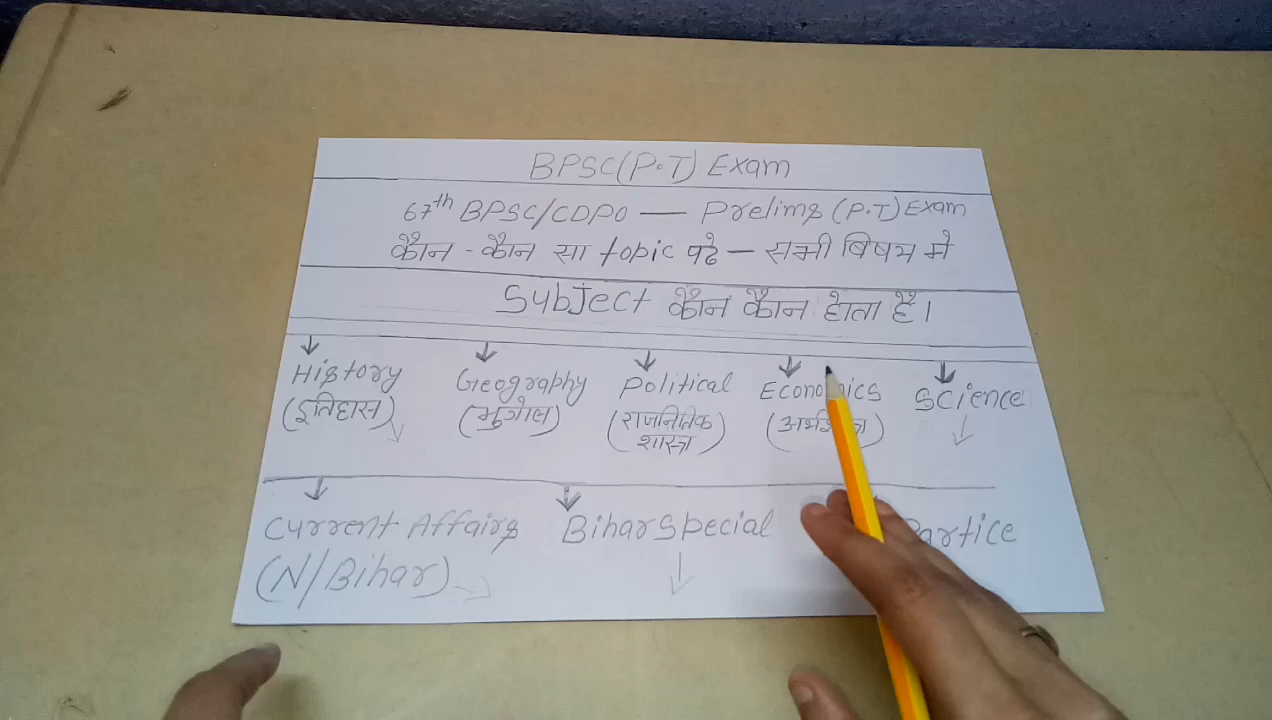 BPSC(P.T) Exam
67th BPSC/CDPO — Prelims (P.T) Exam
कौन - कौन सा topic पढे — सभी बिषय मे
Subject कौन कौन होता है।
History Geography Political Economics Science
(इतिहास) (भुगोल) (राजनितिक शास्त्र)
Current Affairs Bihar Special
(N/Bihar)